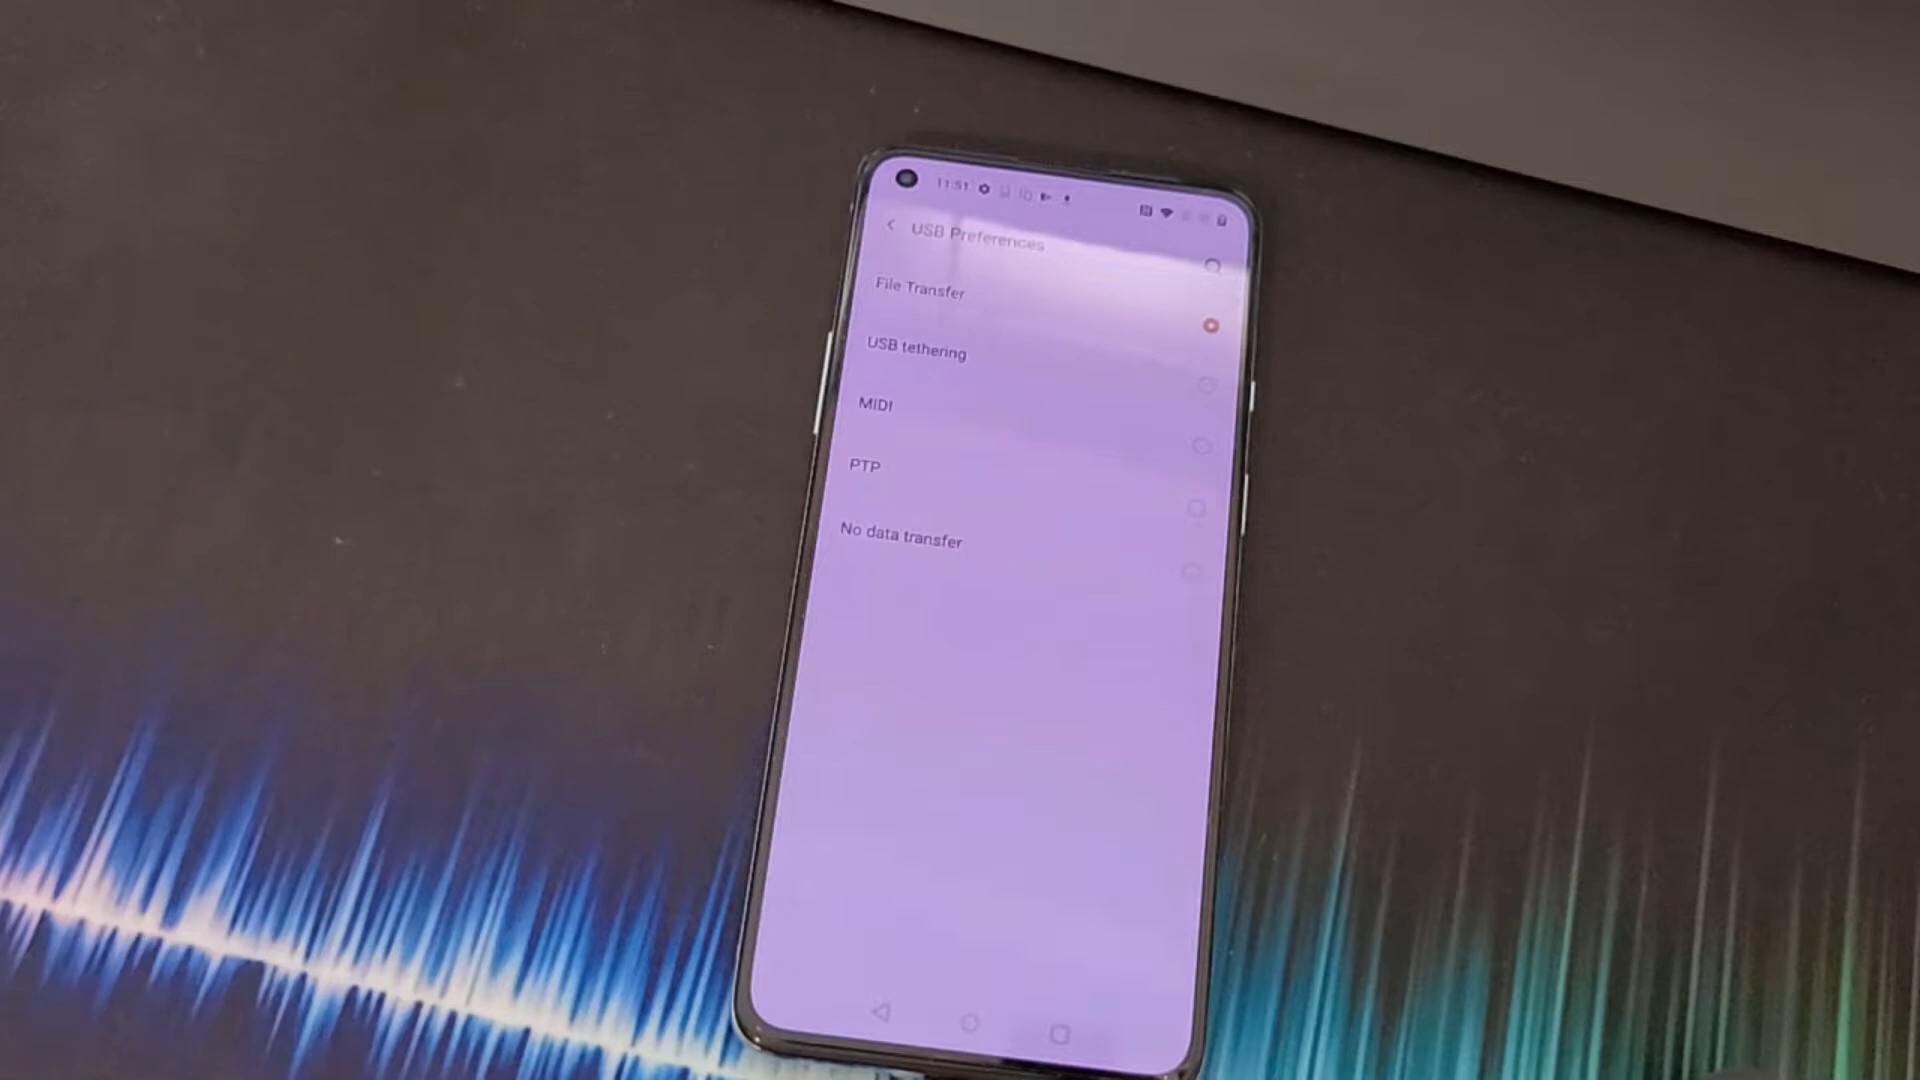 11:51
USB Preferences
File Transfer
USB tethering
MIDI
PTP
No data transfer